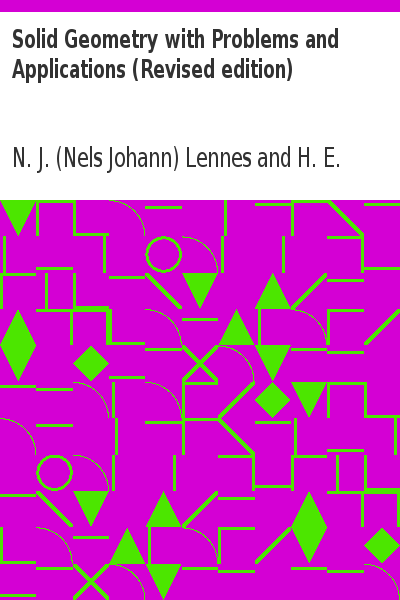 Solid Geometry with Problems and
Applications (Revised edition)
N. J. (Nels Johann) Lennes and H. E.